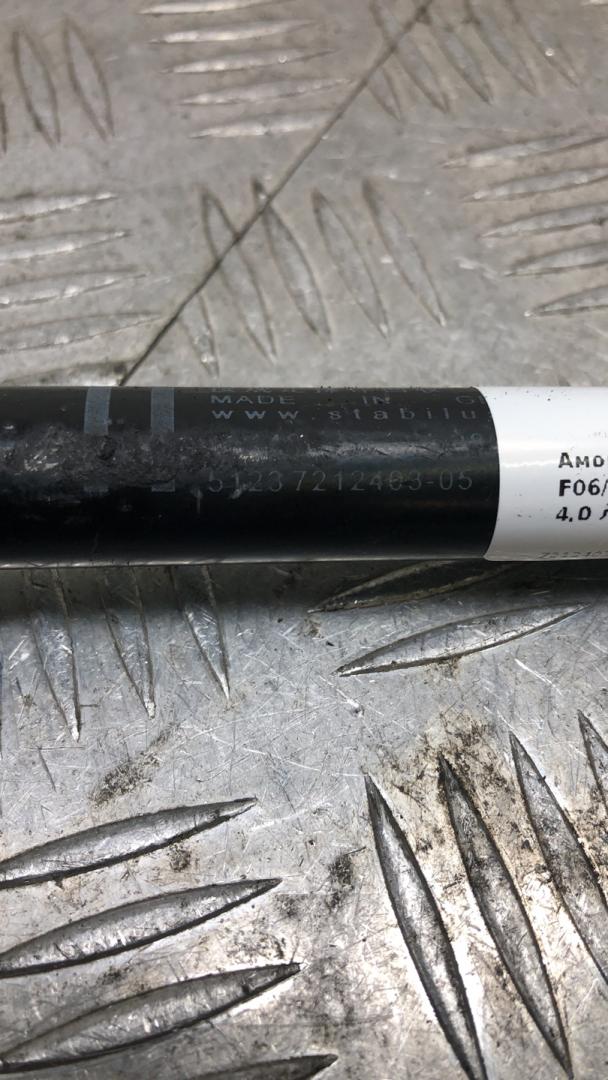 MADE IN G
www stabilu
51237212403-05
Амо
F06/
4.0 л